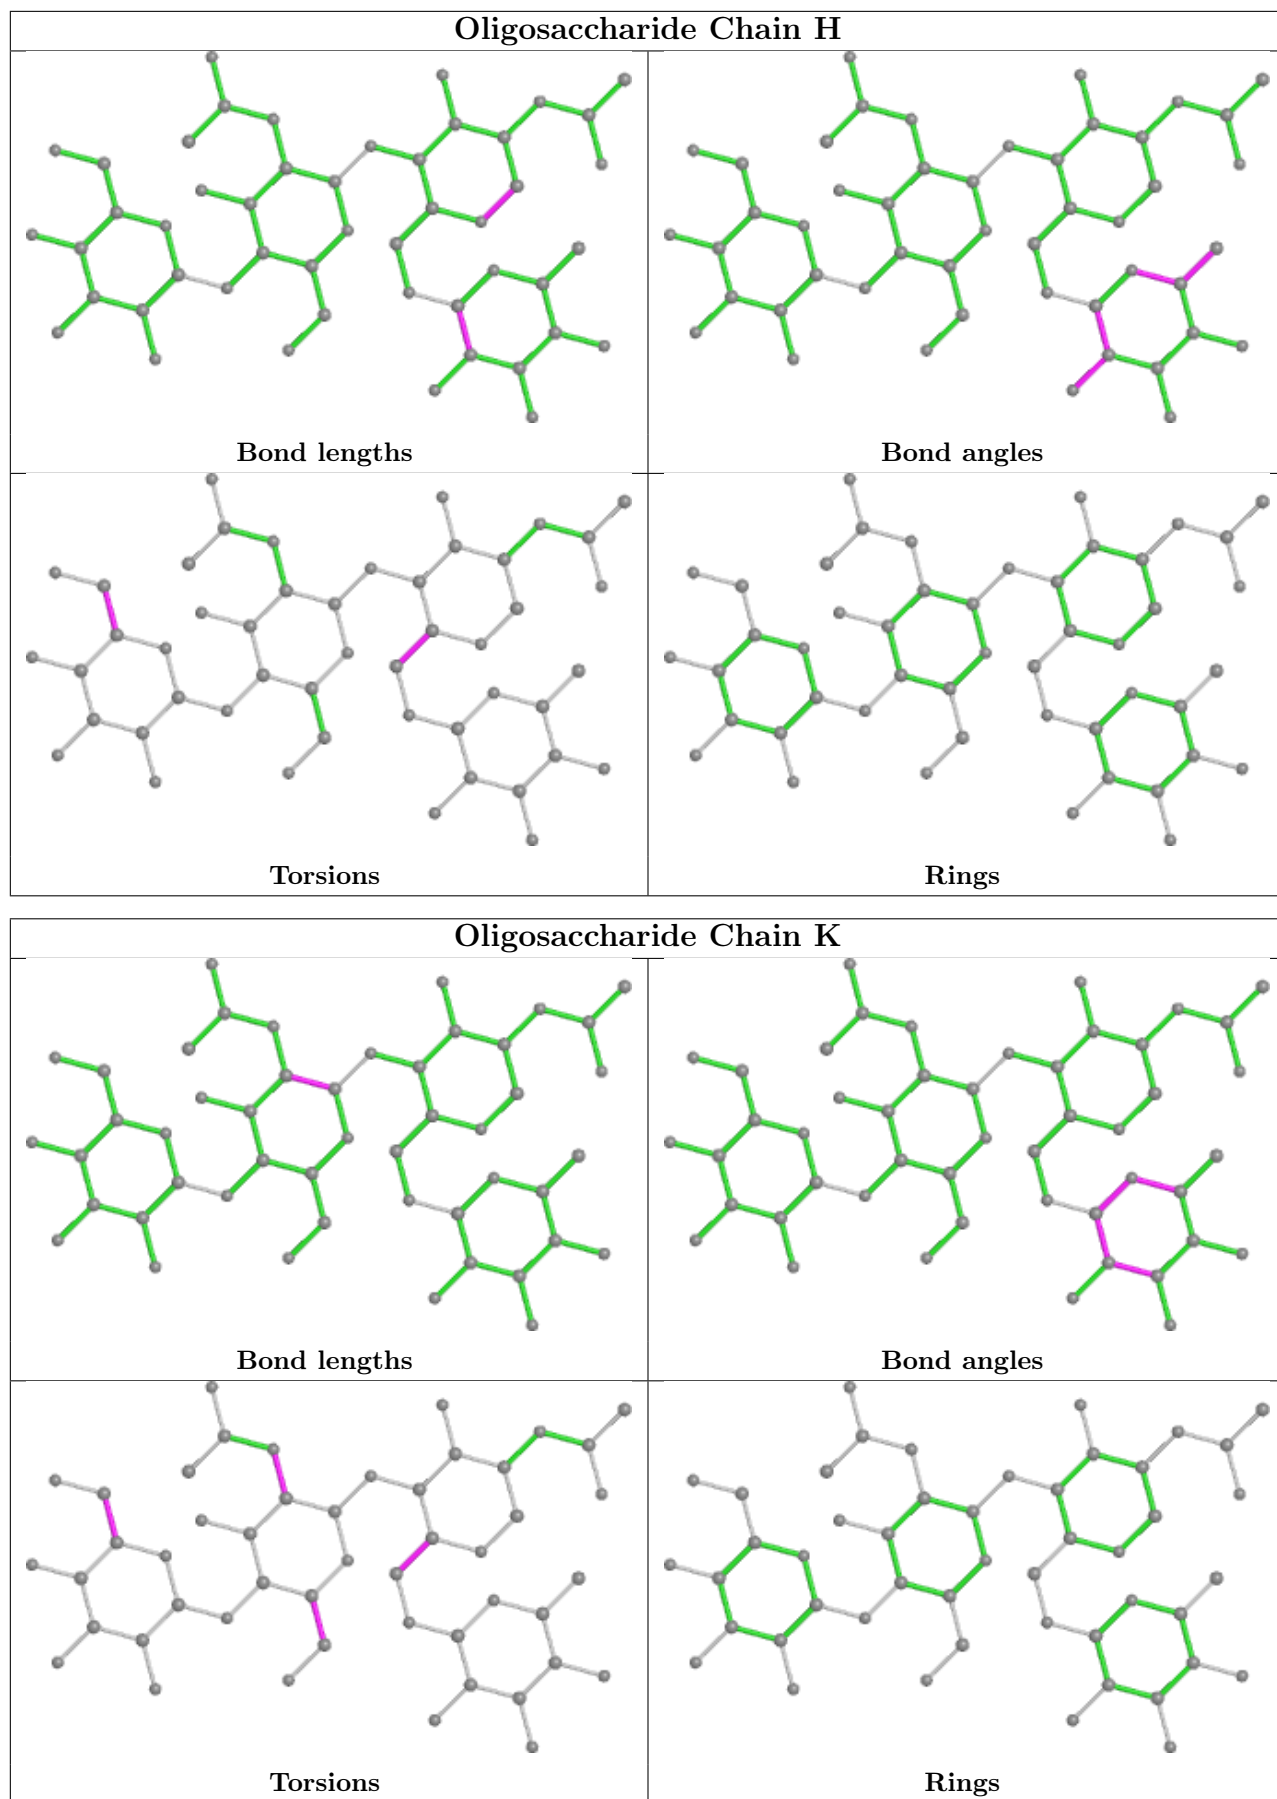 Oligosaccharide Chain H
Bond lengths
Bond angles
Torsions
Rings
Oligosaccharide Chain K
Bond lengths
Bond angles
Torsions
Rings